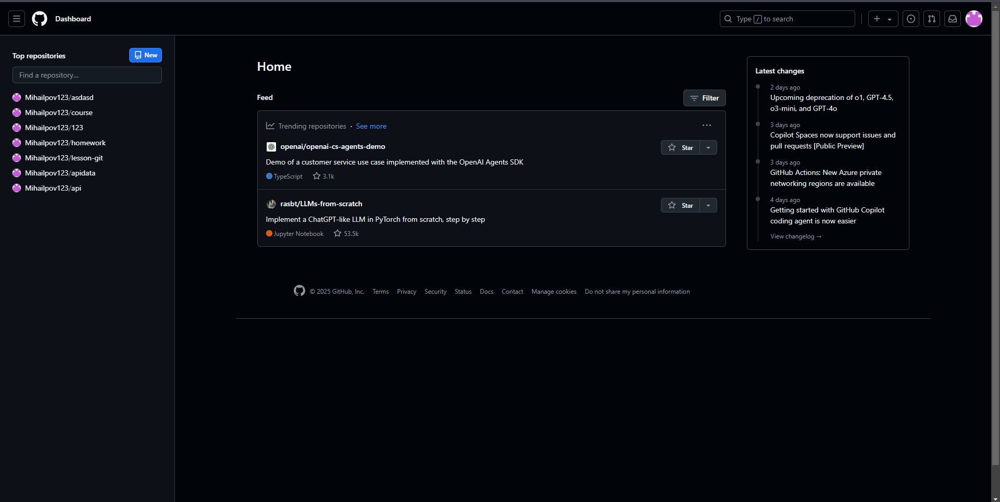 Dashboard
Type / to search
Top repositories
New
Find a repository...
Mihailpov123/asdasd
Mihailpov123/course
Mihailpov123/123
Mihailpov123/homework
Mihailpov123/lesson-git
Mihailpov123/apidata
Mihailpov123/api
Home
Feed
Filter
Trending repositories · See more
openai/openai-cs-agents-demo
Star
Demo of a customer service use case implemented with the OpenAI Agents SDK
TypeScript 3.1k
rasbt/LLMs-from-scratch
Star
Implement a ChatGPT-like LLM in PyTorch from scratch, step by step
Jupyter Notebook 53.5k
Latest changes
2 days ago
Upcoming deprecation of o1, GPT-4.5,
o3-mini, and GPT-4o
3 days ago
Copilot Spaces now support issues and
pull requests [Public Preview]
3 days ago
GitHub Actions: New Azure private
networking regions are available
4 days ago
Getting started with GitHub Copilot
coding agent is now easier
View changelog →
© 2025 GitHub, Inc. Terms Privacy Security Status Docs Contact Manage cookies Do not share my personal information